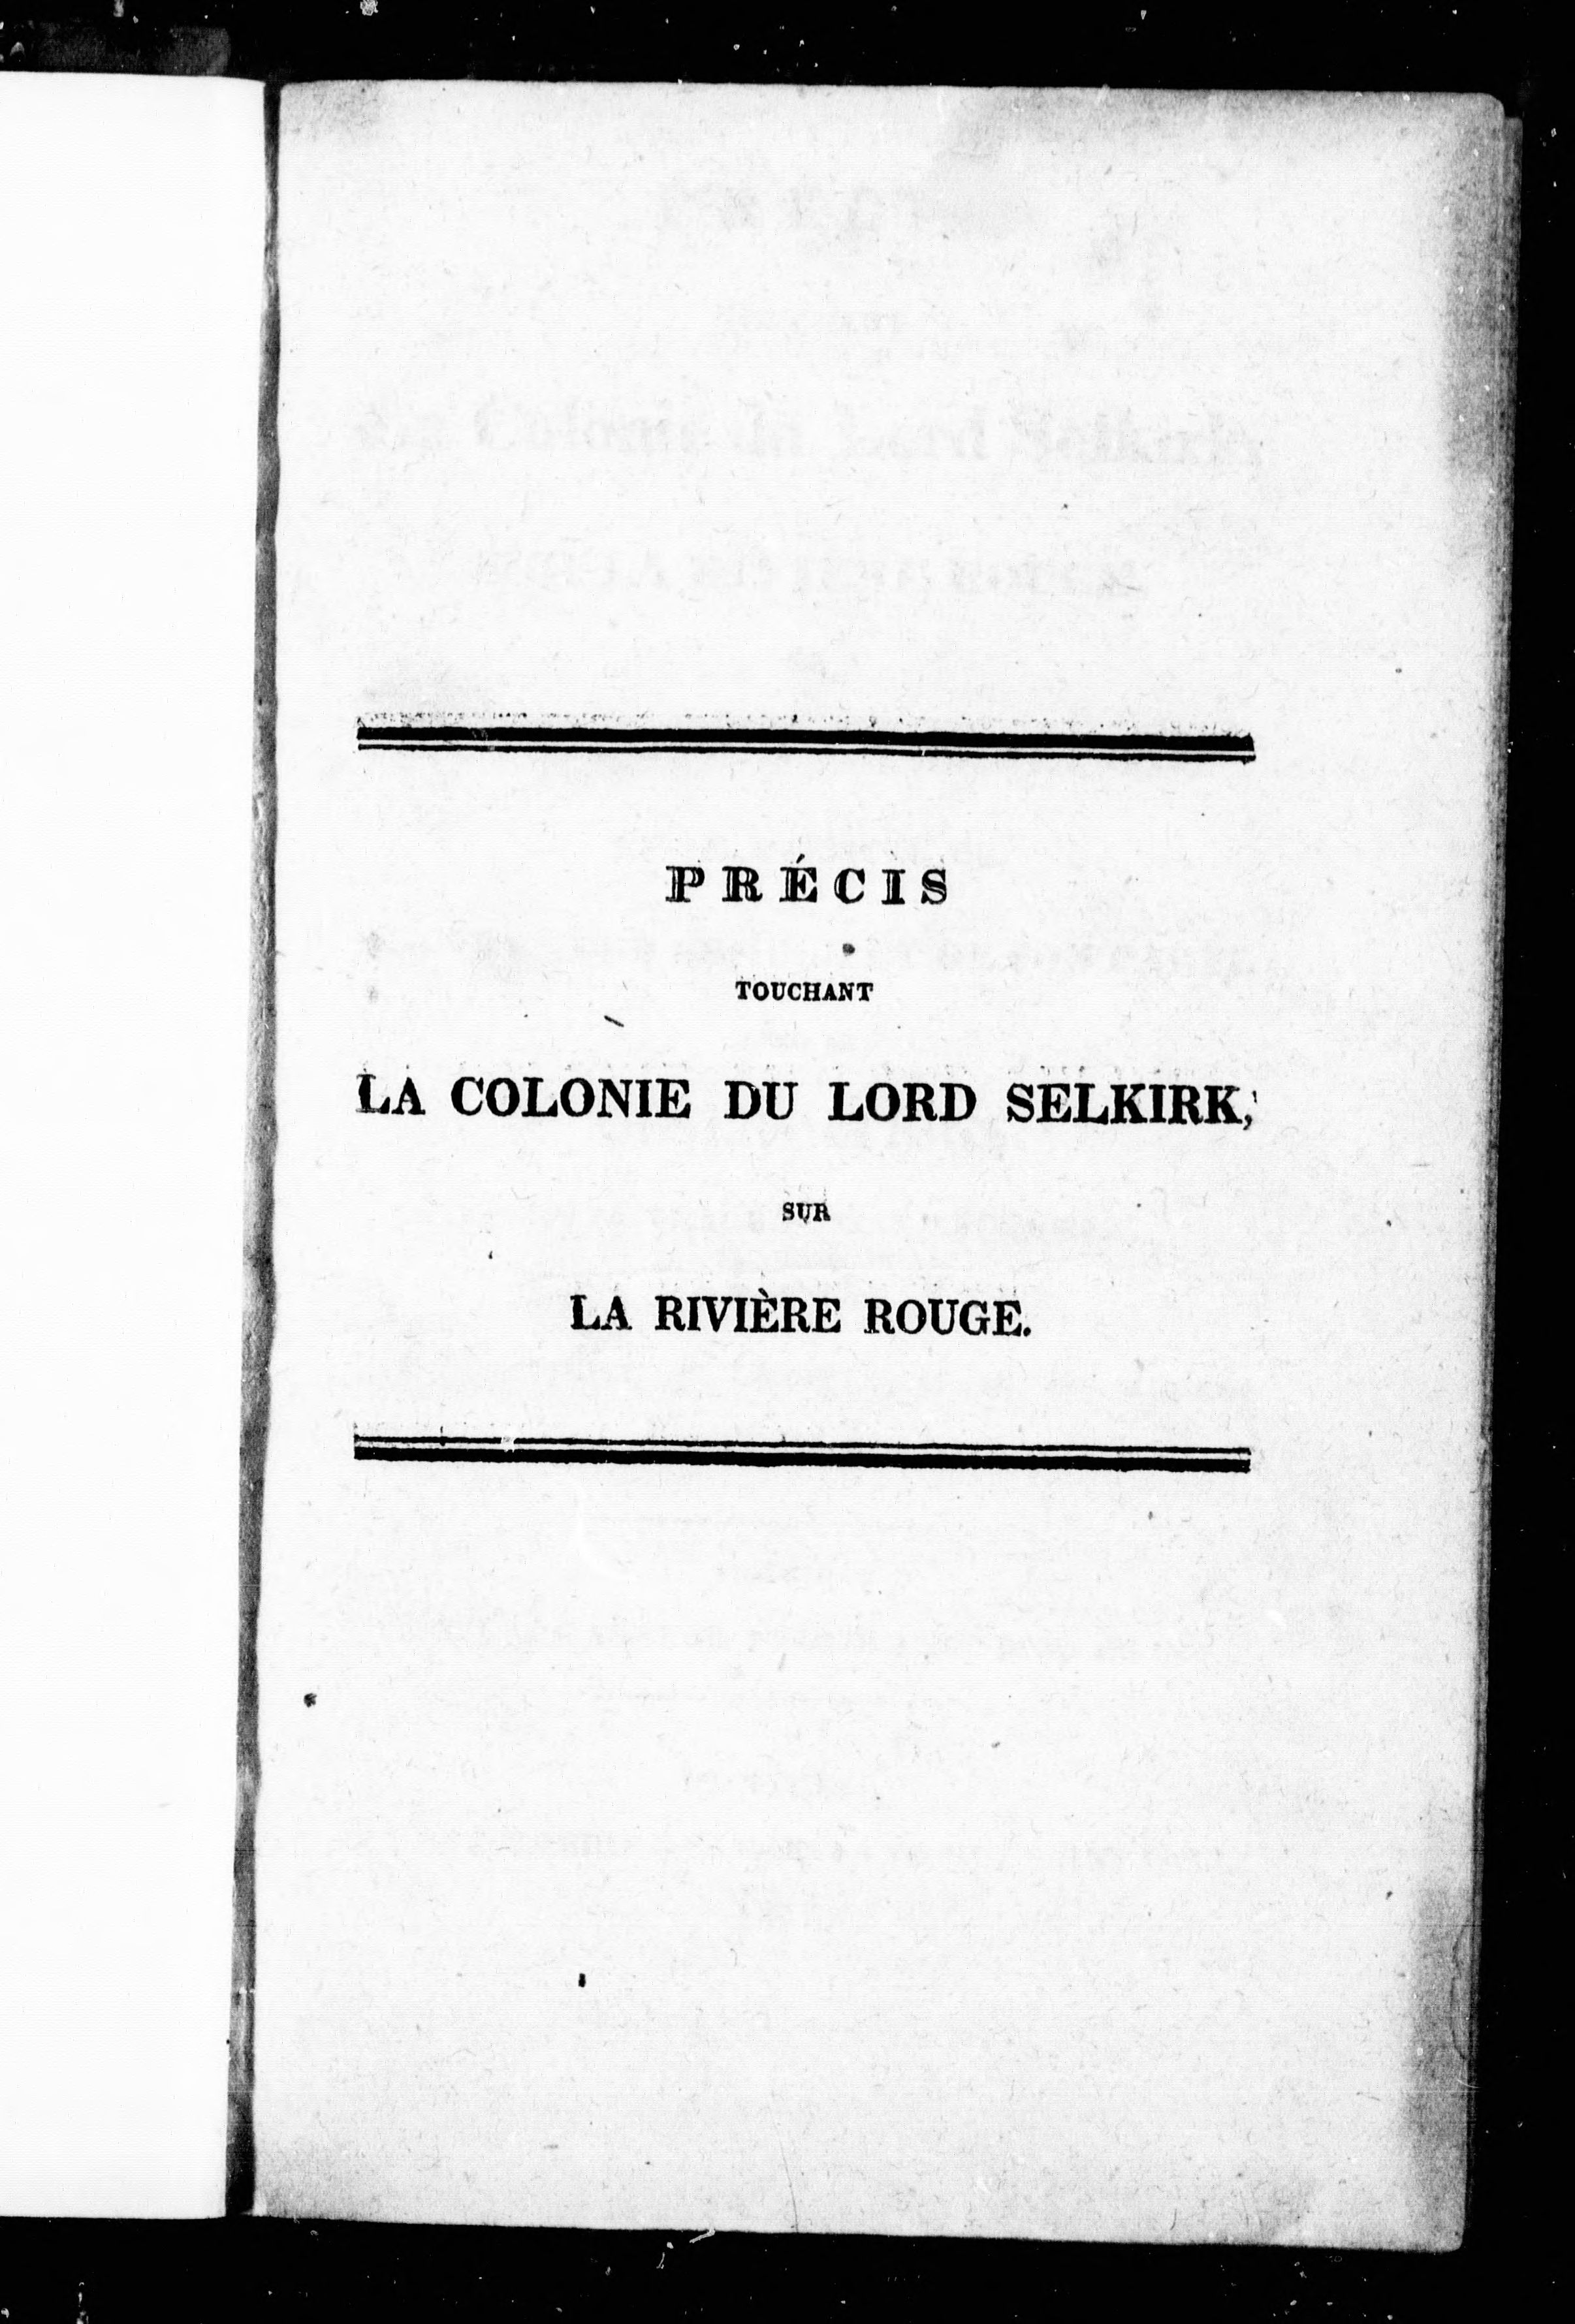 PRÉCIS
TOUCHANT
LA COLONIE DU LORD SELKIRK,
SUR
LA RIVIÈRE ROUGE.